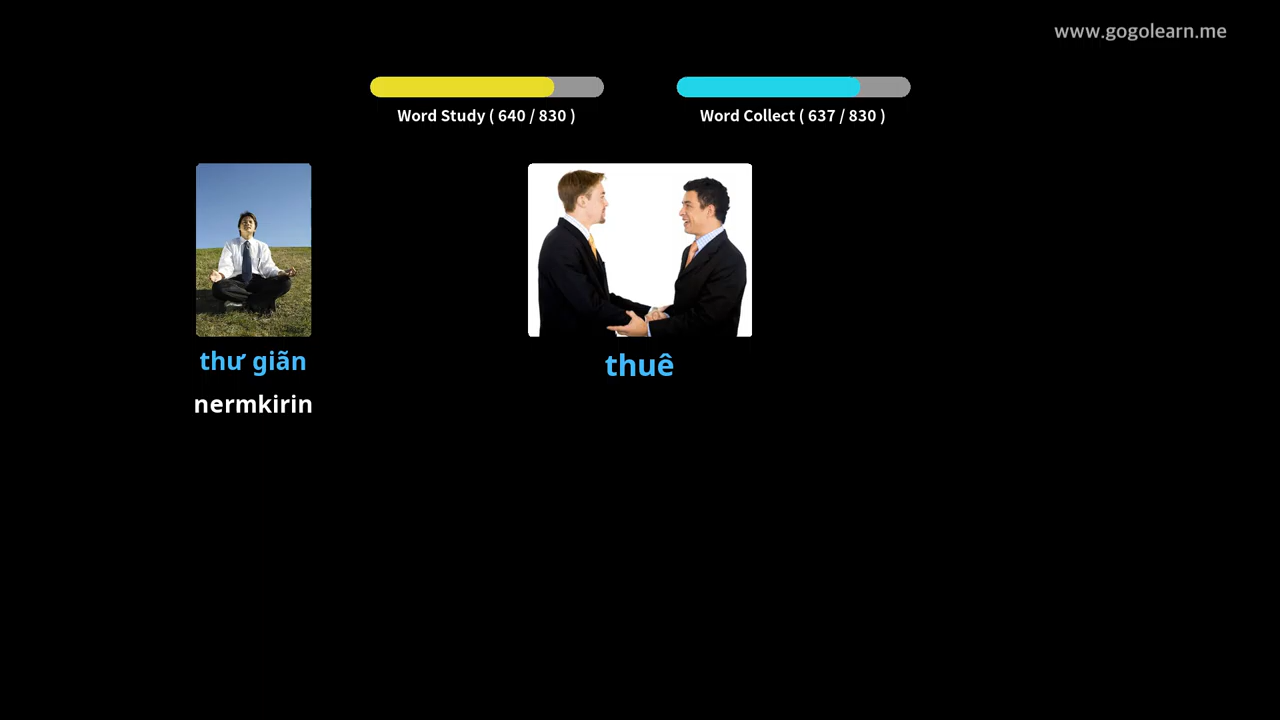 www.gogolearn.me
Word Study ( 640 / 830 )
Word Collect ( 637 / 830 )
thư giãn
nermkirin
thuê